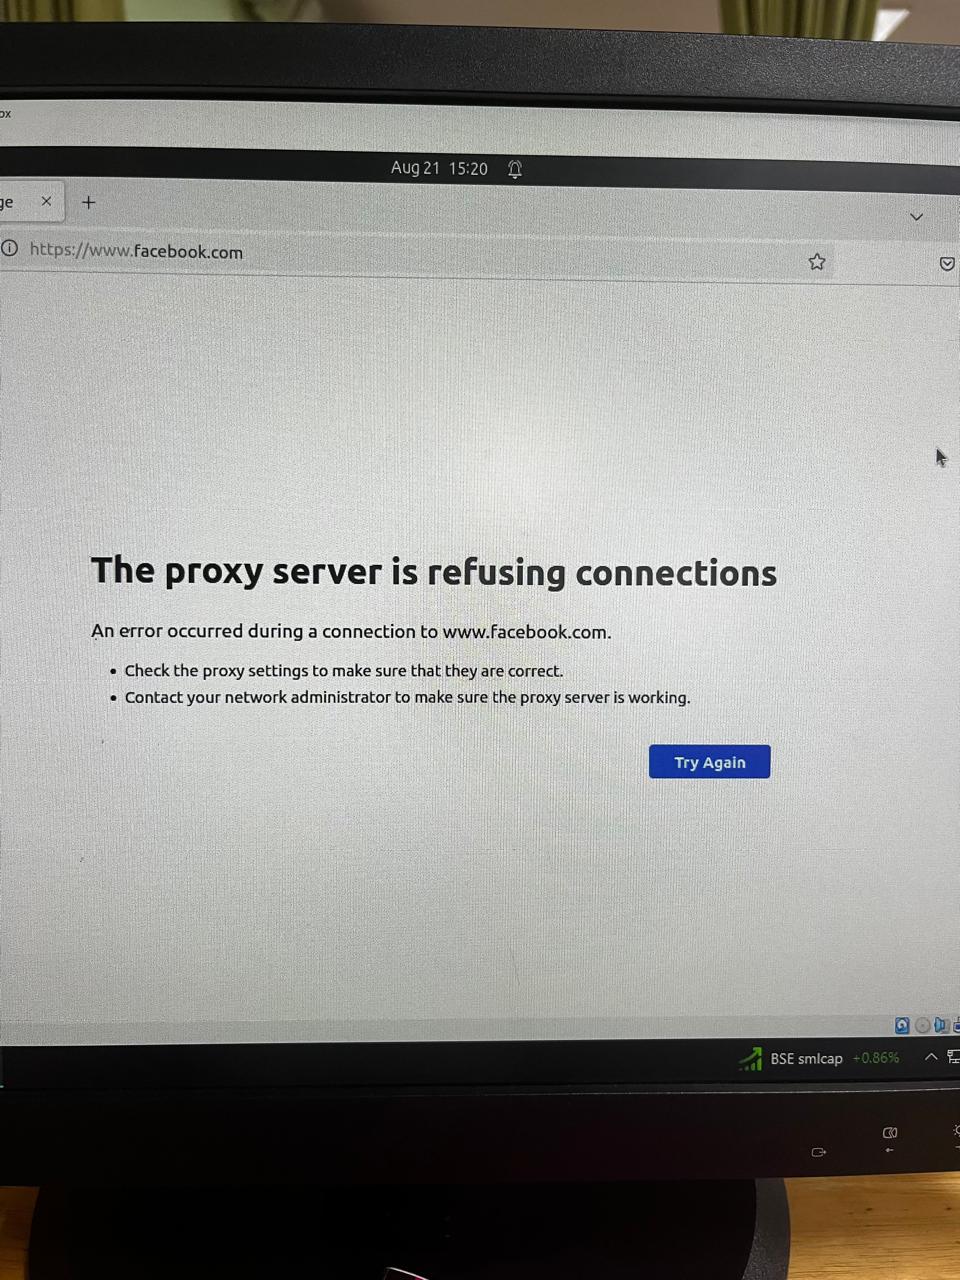 ox
Aug 21 15:20
ge × +
https://www.facebook.com
The proxy server is refusing connections
An error occurred during a connection to www.facebook.com.
• Check the proxy settings to make sure that they are correct.
• Contact your network administrator to make sure the proxy server is working.
Try Again
BSE smlcap +0.86%